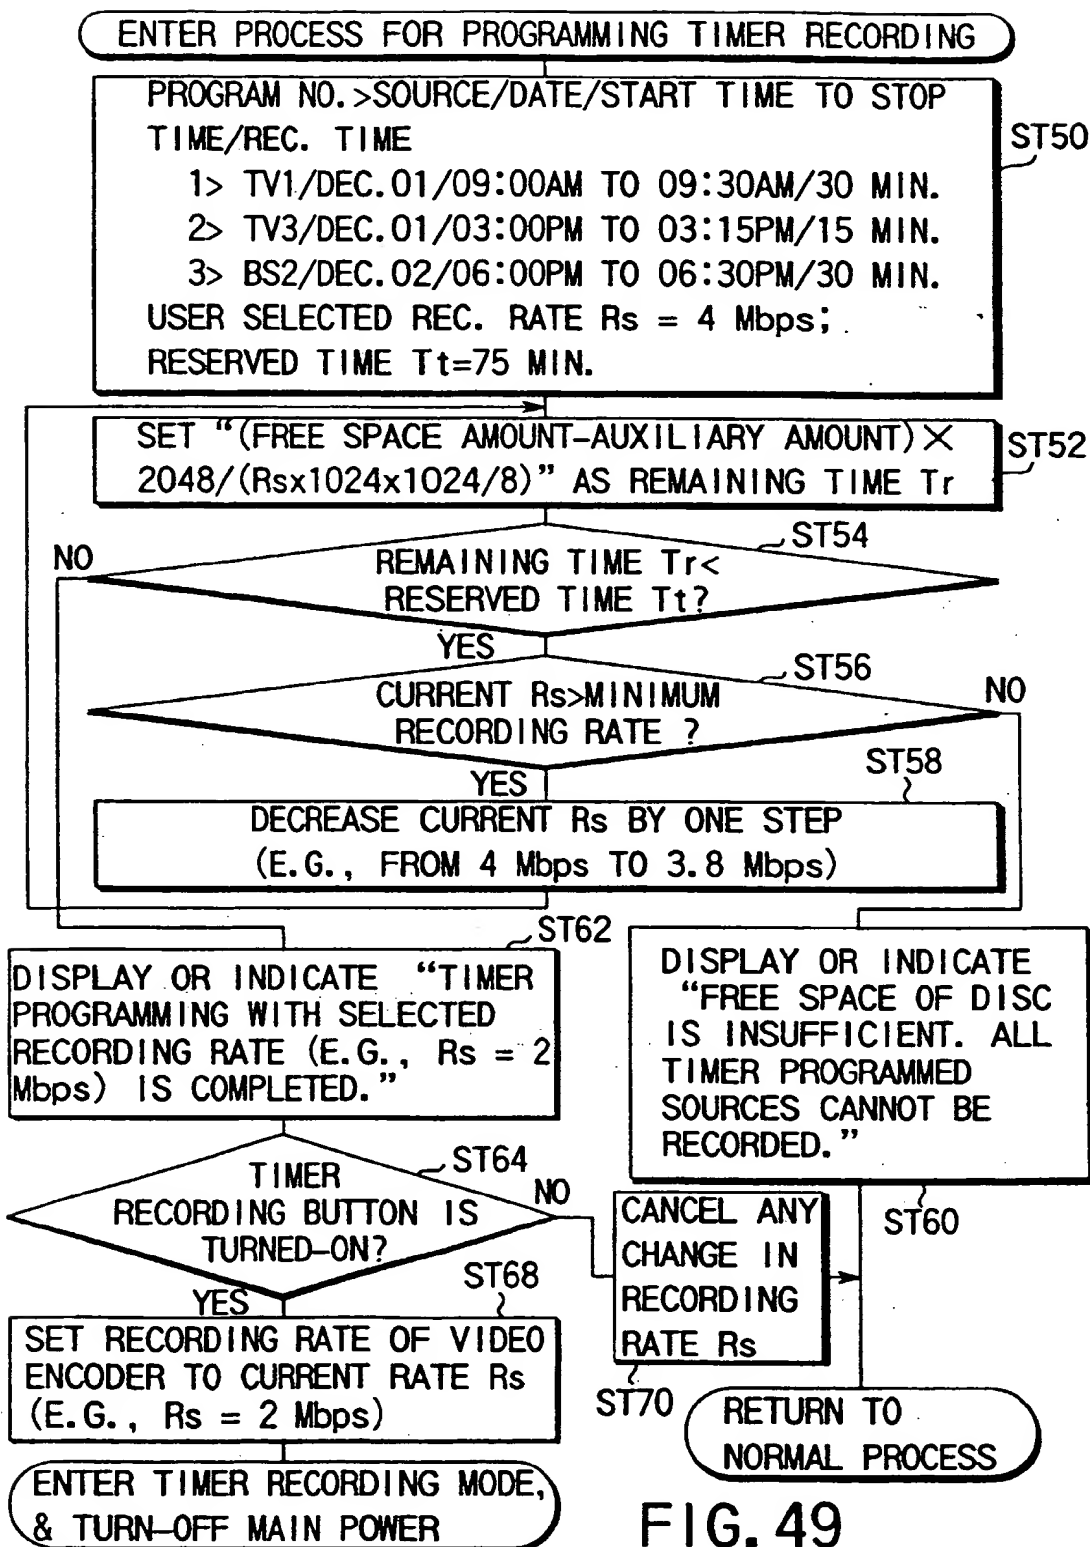 ENTER PROCESS FOR PROGRAMMING TIMER RECORDING
PROGRAM NO.>SOURCE/DATE/START TIME TO STOP
TIME/REC. TIME
1> TV1/DEC.01/09:00AM TO 09:30AM/30 MIN.
2> TV3/DEC.01/03:00PM TO 03:15PM/15 MIN.
3> BS2/DEC.02/06:00PM TO 06:30PM/30 MIN.
USER SELECTED REC. RATE Rs = 4 Mbps;
RESERVED TIME Tt=75 MIN.
ST50
SET “(FREE SPACE AMOUNT-AUXILIARY AMOUNT)×
2048/(Rsx1024x1024/8)” AS REMAINING TIME Tr
ST52
ST54
REMAINING TIME Tr<
RESERVED TIME Tt?
NO
YES
ST56
CURRENT Rs>MINIMUM
RECORDING RATE ?
NO
YES
ST58
DECREASE CURRENT Rs BY ONE STEP
(E.G., FROM 4 Mbps TO 3.8 Mbps)
ST62
DISPLAY OR INDICATE “TIMER
PROGRAMMING WITH SELECTED
RECORDING RATE (E.G., Rs = 2
Mbps) IS COMPLETED.”
DISPLAY OR INDICATE
“FREE SPACE OF DISC
IS INSUFFICIENT. ALL
TIMER PROGRAMMED
SOURCES CANNOT BE
RECORDED.”
ST60
ST64
TIMER
RECORDING BUTTON IS
TURNED-ON?
NO
YES
CANCEL ANY
CHANGE IN
RECORDING
RATE Rs
ST70
ST68
SET RECORDING RATE OF VIDEO
ENCODER TO CURRENT RATE Rs
(E.G., Rs = 2 Mbps)
RETURN TO
NORMAL PROCESS
ENTER TIMER RECORDING MODE,
& TURN-OFF MAIN POWER
FIG. 49